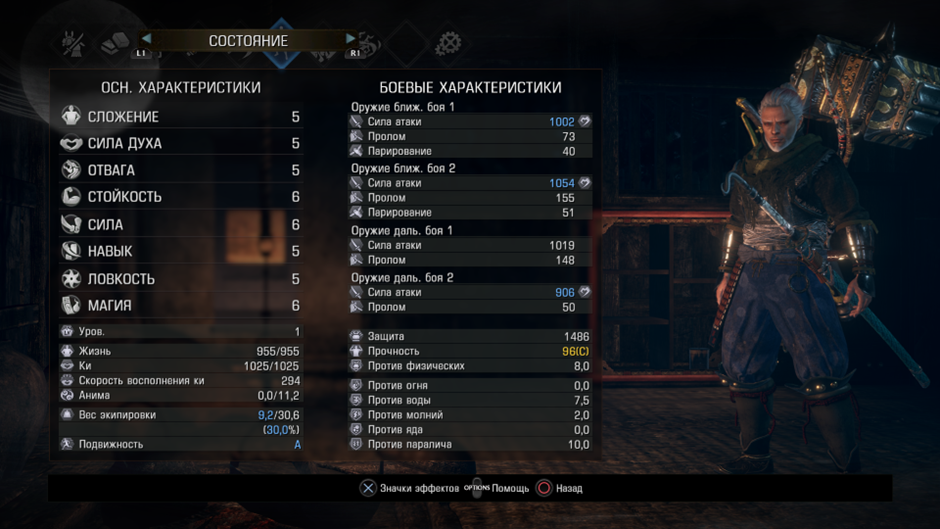 СОСТОЯНИЕ
L1
R1
ОСН. ХАРАКТЕРИСТИКИ
СЛОЖЕНИЕ 5
СИЛА ДУХА 5
ОТВАГА 5
СТОЙКОСТЬ 6
СИЛА 6
НАВЫК 5
ЛОВКОСТЬ 5
МАГИЯ 6
Уров. 1
Жизнь 955/955
Ки 1025/1025
Скорость восполнения ки 294
Анима 0,0/11,2
Вес экипировки 9,2/30,6
(30,0%)
Подвижность А
БОЕВЫЕ ХАРАКТЕРИСТИКИ
Оружие ближ. боя 1
Сила атаки 1002
Пролом 73
Парирование 40
Оружие ближ. боя 2
Сила атаки 1054
Пролом 155
Парирование 51
Оружие даль. боя 1
Сила атаки 1019
Пролом 148
Оружие даль. боя 2
Сила атаки 906
Пролом 50
Защита 1486
Прочность 96(C)
Против физических 8,0
Против огня 0,0
Против воды 7,5
Против молний 2,0
Против яда 0,0
Против паралича 10,0
Значки эффектов OPTIONS Помощь Назад